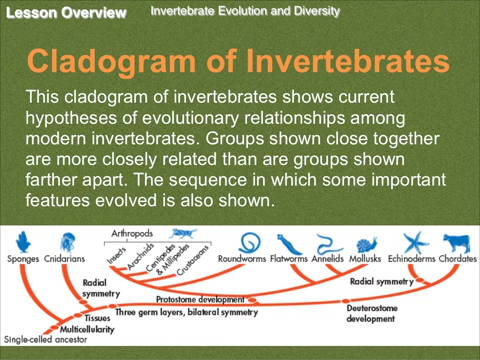 Lesson Overview Invertebrate Evolution and Diversity
Cladogram of Invertebrates
This cladogram of invertebrates shows current
hypotheses of evolutionary relationships among
modern invertebrates. Groups shown close together
are more closely related than are groups shown
farther apart. The sequence in which some important
features evolved is also shown.
Arthropods
Sponges Cnidarians Insects Arachnids Centipedes & Millipedes Crustaceans Roundworms Flatworms Annelids Mollusks Echinoderms Chordates
Radial symmetry
Radial symmetry
Protostome development
Deuterostome development
Three germ layers, bilateral symmetry
Tissues
Multicellularity
Single-celled ancestor